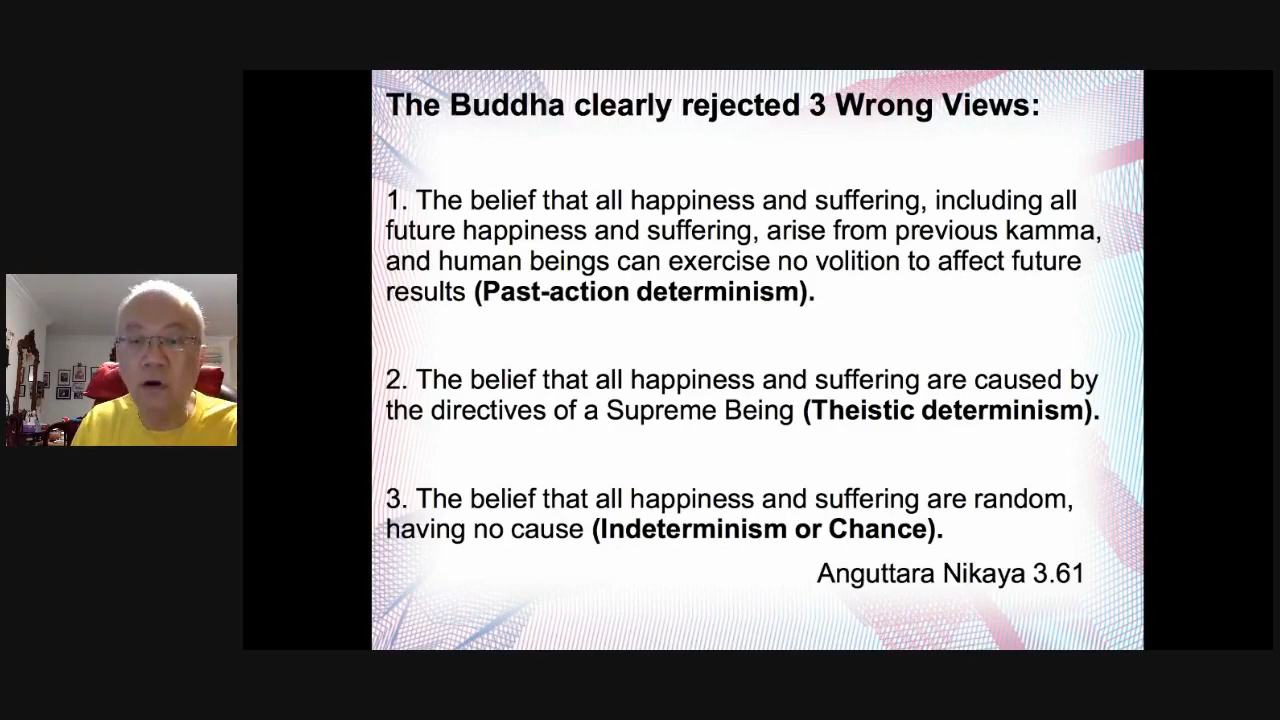 The Buddha clearly rejected 3 Wrong Views:
1. The belief that all happiness and suffering, including all
future happiness and suffering, arise from previous kamma,
and human beings can exercise no volition to affect future
results (Past-action determinism).
2. The belief that all happiness and suffering are caused by
the directives of a Supreme Being (Theistic determinism).
3. The belief that all happiness and suffering are random,
having no cause (Indeterminism or Chance).
Anguttara Nikaya 3.61